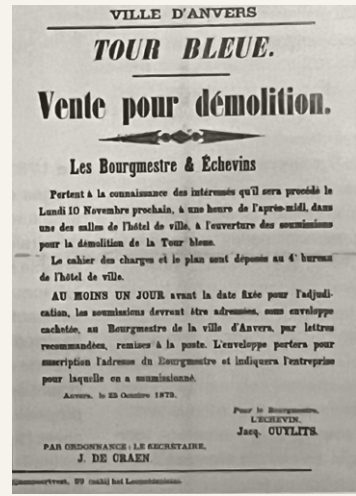 VILLE D'ANVERS
TOUR BLEUE.
Vente pour démolition.
Les Bourgmestre & Échevins
Portent à la connaissance des intéressés qu'il sera procédé le
Lundi 10 Novembre prochain, à une heure de l'après-midi, dans
une des salles de l'hôtel de ville, à l'ouverture des soumissions
pour la démolition de la Tour bleue.
Le cahier des charges et le plan sont déposés au 4e bureau
de l'hôtel de ville.
AU MOINS UN JOUR avant la date fixée pour l'adjudi-
cation, les soumissions devront être adressées, sous enveloppe
cachetée, au Bourgmestre de la ville d'Anvers, par lettres
recommandées, remises à la poste. L'enveloppe portera pour
suscription l'adresse du Bourgmestre et indiquera l'entreprise
pour laquelle on a soumissionné.
Anvers, le Octobre
Pour le Bourgmestre,
L'ÉCHEVIN,
Jacq. CUYLITS.
PAR ORDONNANCE : LE SECRÉTAIRE,
J. DE CRAEN